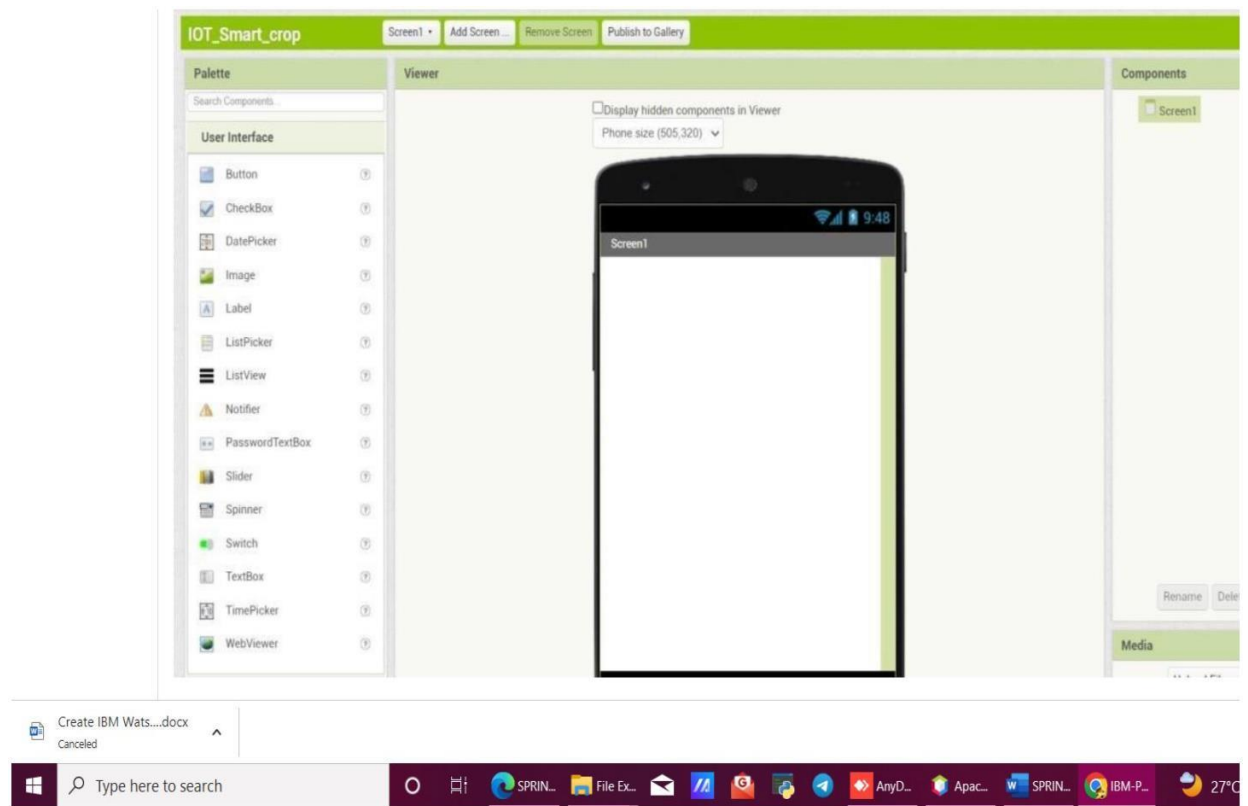 IOT_Smart_crop
Screen1
Add Screen ...
Remove Screen
Publish to Gallery
Palette
Viewer
Components
Search Components...
Display hidden components in Viewer
Screen1
Phone size (505,320)
User Interface
Button
CheckBox
DatePicker
Image
Label
ListPicker
ListView
Notifier
PasswordTextBox
Slider
Spinner
Switch
TextBox
TimePicker
WebViewer
9:48
Screen1
Rename
Dele
Media
Create IBM Wats....docx
Canceled
Type here to search
SPRIN...
File Ex...
AnyD...
Apac...
SPRIN...
IBM-P...
27°C